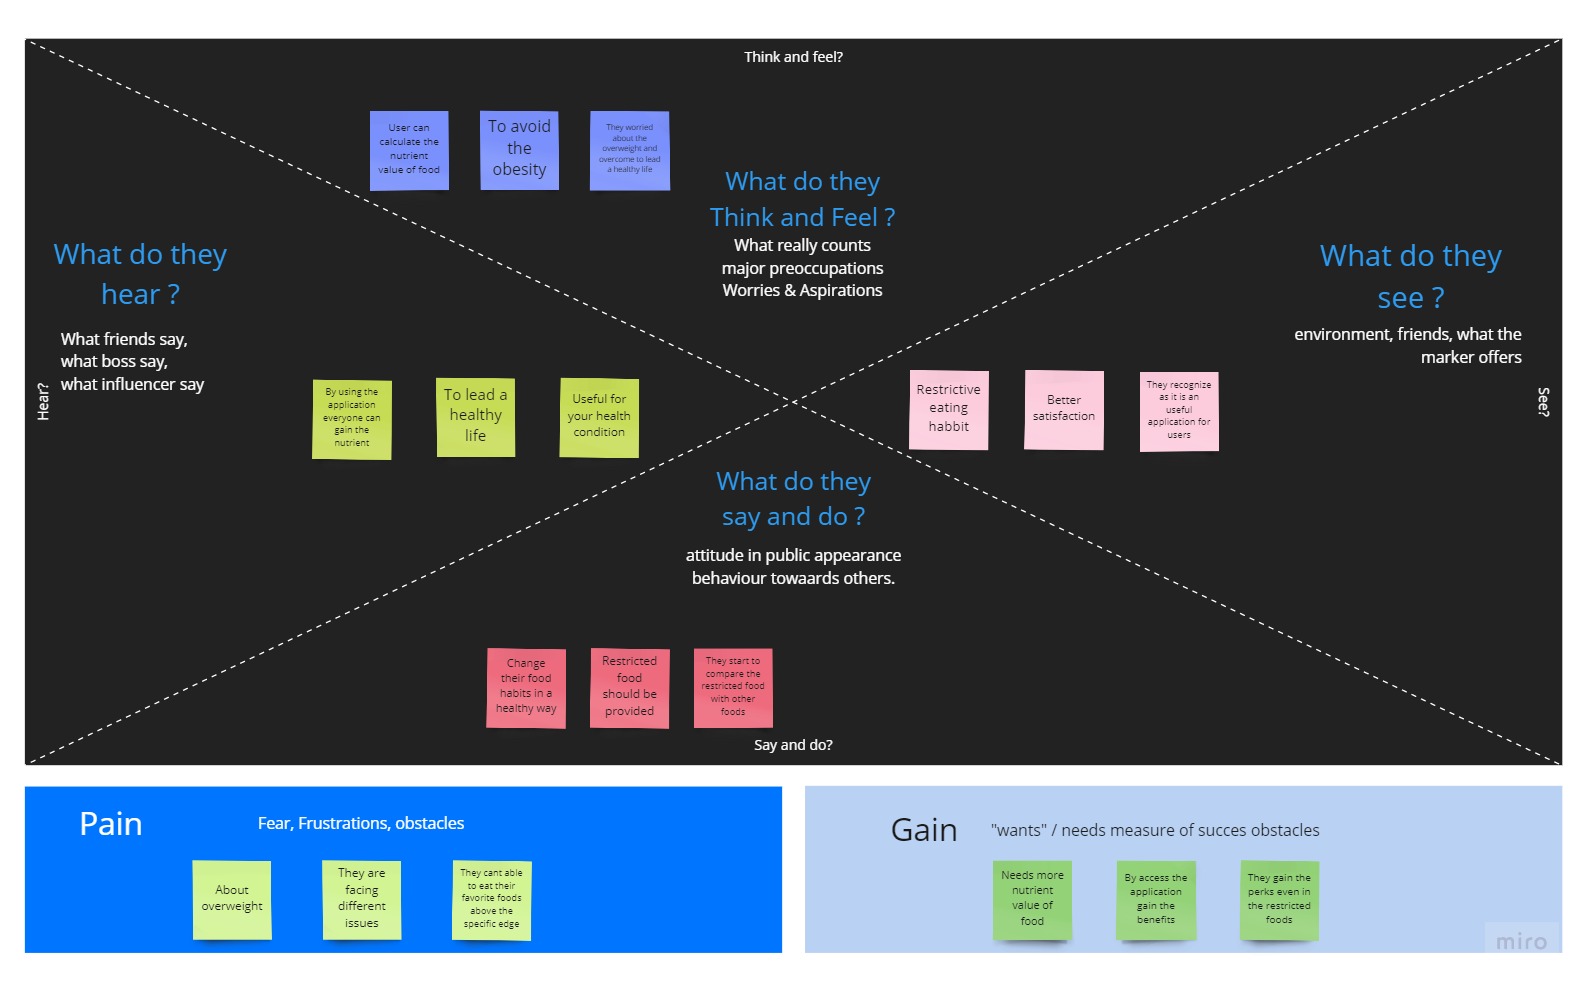 Think and feel?
User can
calculate the
nutrient
value of food
To avoid
the
obesity
They worried
about the
overweight and
overcome to lead
a healthy life
What do they
Think and Feel ?
What really counts
major preoccupations
Worries & Aspirations
What do they
hear ?
What friends say,
what boss say,
what influencer say
Hear?
By using the
application
everyone can
gain the
nutrient
To lead a
healthy
life
Useful for
your health
condition
What do they
see ?
environment, friends, what the
marker offers
See?
Restrictive
eating
habbit
Better
satisfaction
They recognize
as it is an
useful
application for
users
What do they
say and do ?
attitude in public appearance
behaviour towaards others.
Change
their food
habits in a
healthy way
Restricted
food
should be
provided
They start to
compare the
restricted food
with other
foods
Say and do?
Pain
Fear, Frustrations, obstacles
About
overweight
They are
facing
different
issues
They cant able
to eat their
favorite foods
above the
specific edge
Gain
"wants" / needs measure of succes obstacles
Needs more
nutrient
value of
food
By access the
application
gain the
benefits
They gain the
perks even in
the restricted
foods
miro